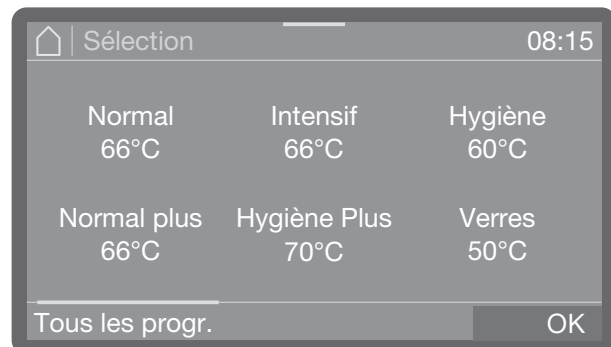 Sélection 08:15
Normal Intensif Hygiène
66°C 66°C 60°C
Normal plus Hygiène Plus Verres
66°C 70°C 50°C
Tous les progr. OK